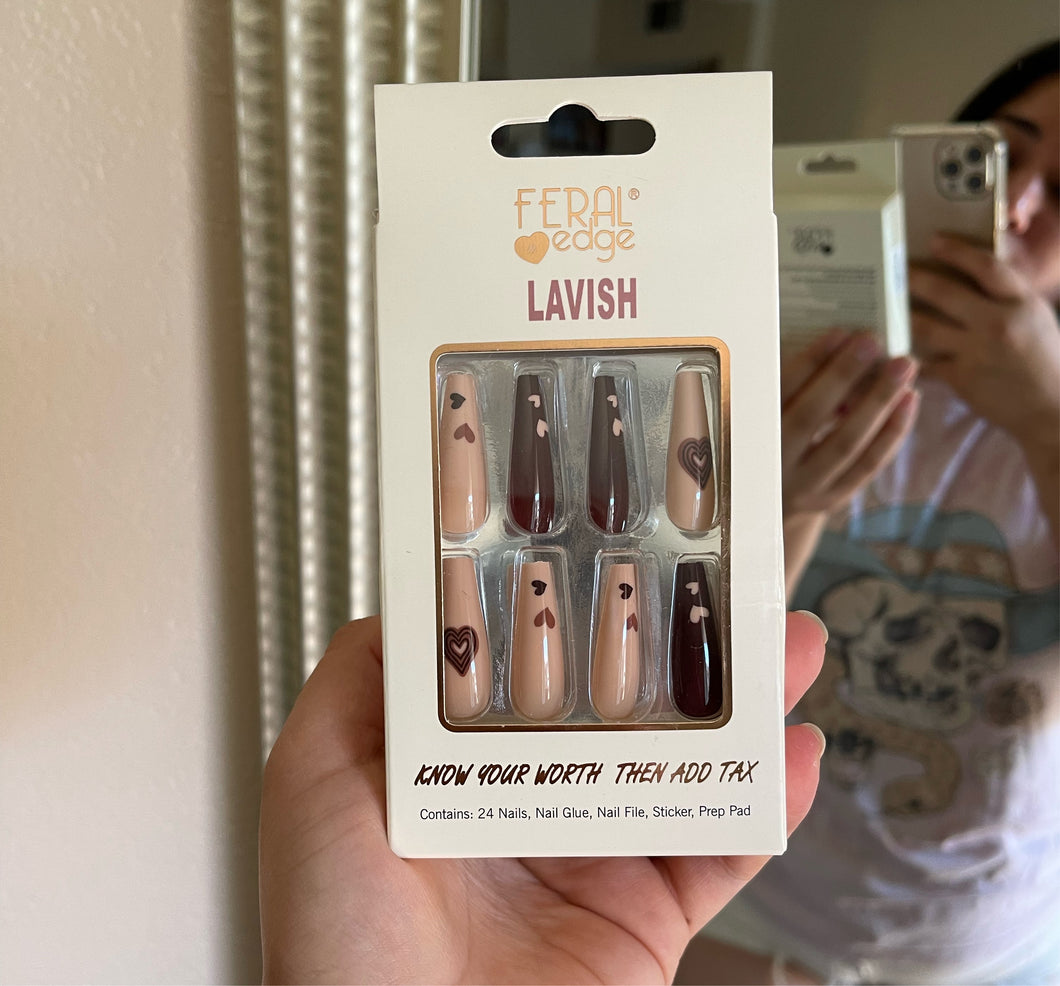 FERAL®
edge
LAVISH
KNOW YOUR WORTH THEN ADD TAX
Contains: 24 Nails, Nail Glue, Nail File, Sticker, Prep Pad